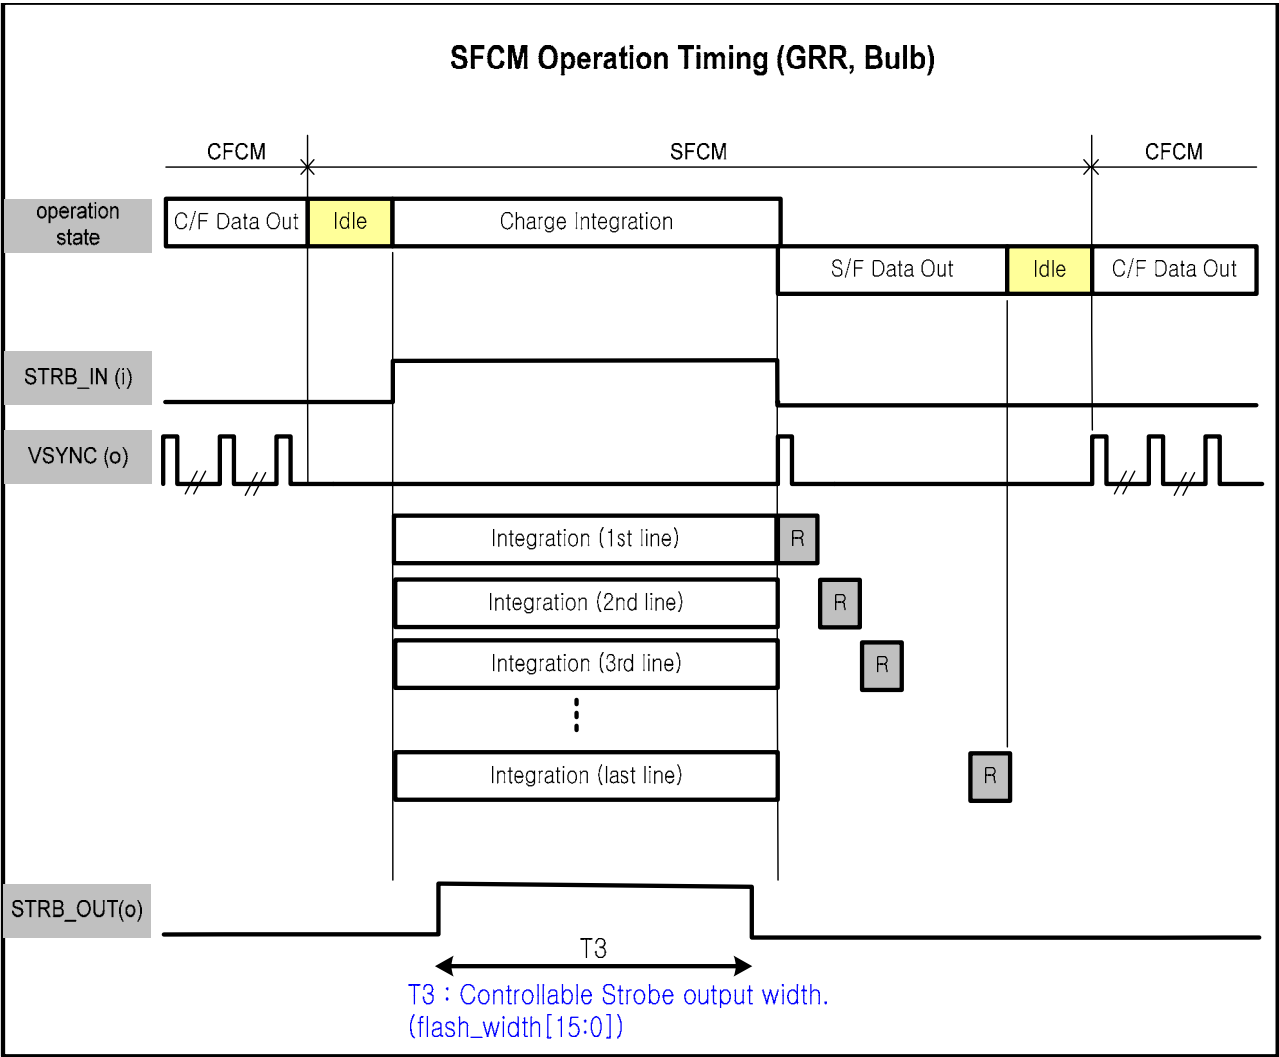 SFCM Operation Timing (GRR, Bulb)
CFCM SFCM CFCM
operation
state
C/F Data Out Idle Charge Integration
S/F Data Out Idle C/F Data Out
STRB_IN (i)
VSYNC (o)
Integration (1st line) R
Integration (2nd line) R
Integration (3rd line) R
Integration (last line) R
STRB_OUT(o)
T3
T3 : Controllable Strobe output width.
(flash_width[15:0])